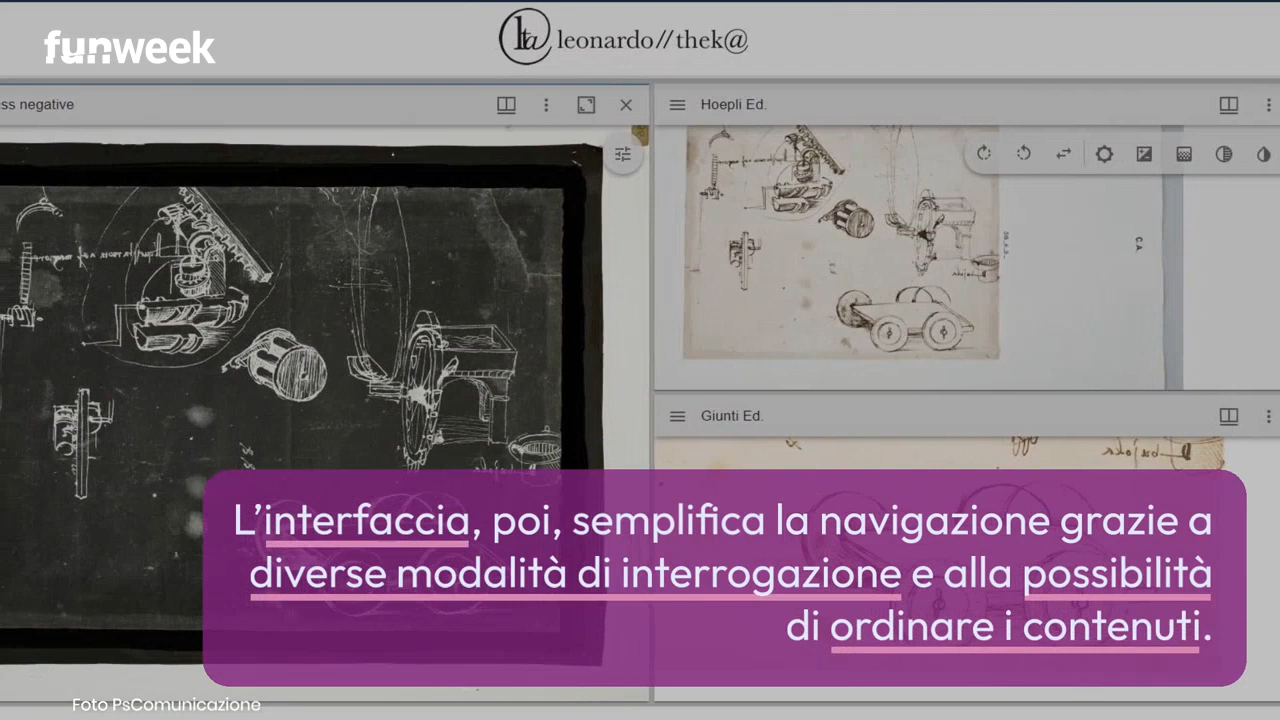 funweek
lta leonardo//thek@
ss negative
Hoepli Ed.
C.A.
Giunti Ed.
L'interfaccia, poi, semplifica la navigazione grazie a
diverse modalità di interrogazione e alla possibilità
di ordinare i contenuti.
Foto PsComunicazione